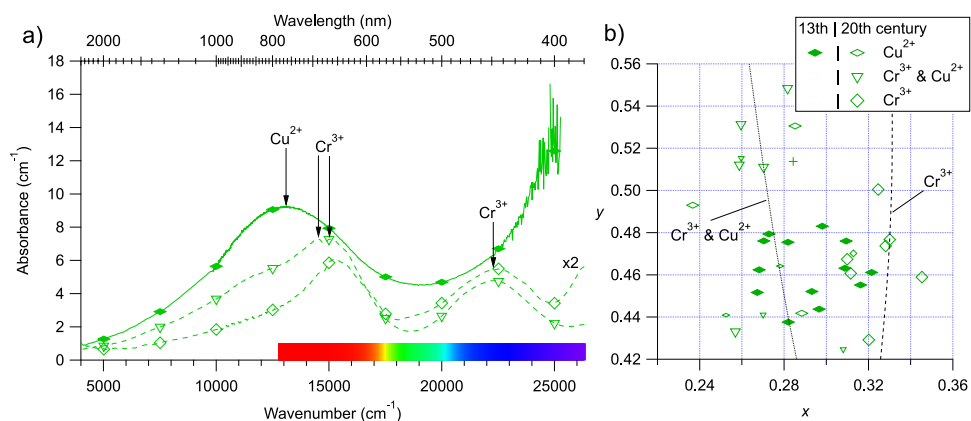 a)
Wavelength (nm)
2000 1000 800 600 500 400
18
16
14
12
10
8
6
4
2
0
Absorbance (cm⁻¹)
Cu²⁺
Cr³⁺
Cr³⁺
x2
5000 10000 15000 20000 25000
Wavenumber (cm⁻¹)
b)
13th | 20th century
Cu²⁺
Cr³⁺ & Cu²⁺
Cr³⁺
0.56
0.54
0.52
0.50
0.48
0.46
0.44
0.42
y
Cr³⁺
Cr³⁺ & Cu²⁺
0.24 0.28 0.32 0.36
x